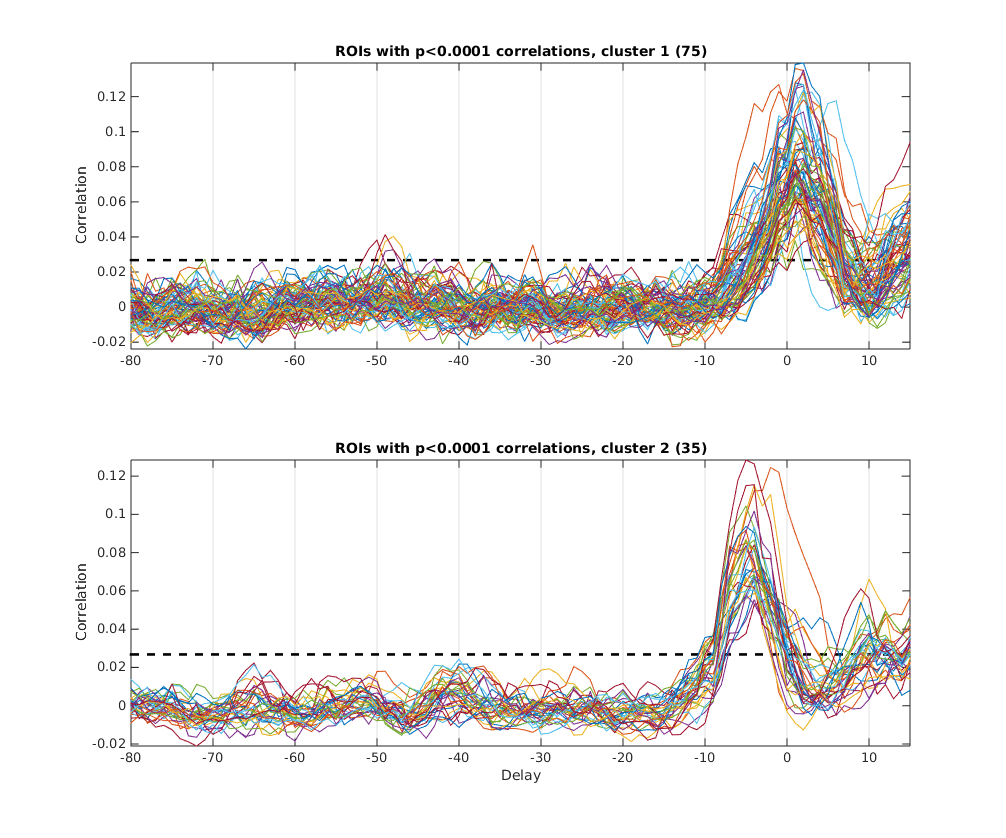 ROIs with p<0.0001 correlations, cluster 1 (75)
Correlation
0.12
0.1
0.08
0.06
0.04
0.02
0
-0.02
-80 -70 -60 -50 -40 -30 -20 -10 0 10
ROIs with p<0.0001 correlations, cluster 2 (35)
Correlation
0.12
0.1
0.08
0.06
0.04
0.02
0
-0.02
-80 -70 -60 -50 -40 -30 -20 -10 0 10
Delay